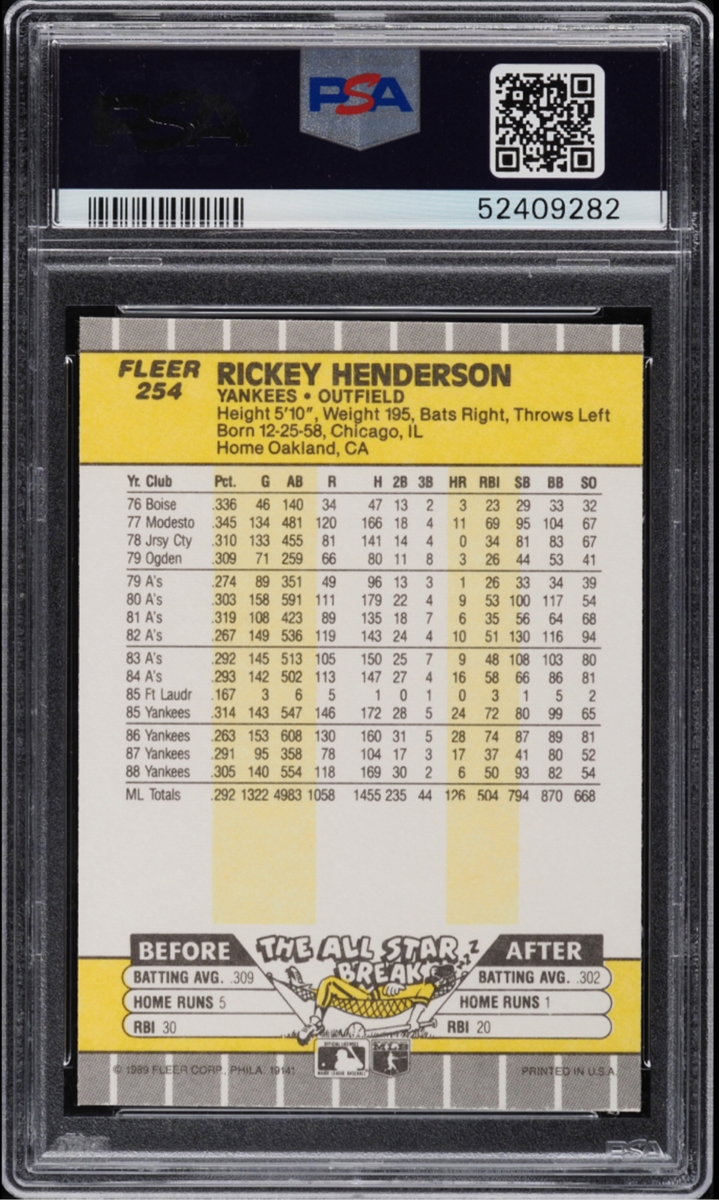 PSA
52409282
FLEER 254
RICKEY HENDERSON
YANKEES • OUTFIELD
Height 5'10", Weight 195, Bats Right, Throws Left
Born 12-25-58, Chicago, IL
Home Oakland, CA
Yr. Club Pct. G AB R H 2B 3B HR RBI SB BB SO
76 Boise .336 46 140 34 47 13 2 3 23 29 33 32
77 Modesto .345 134 481 120 166 18 4 11 69 95 104 67
78 Jrsy Cty .310 133 455 81 141 14 4 0 34 81 83 67
79 Ogden .309 71 259 66 80 11 8 3 26 44 53 41
79 A's .274 89 351 49 96 13 3 1 26 33 34 39
80 A's .303 158 591 111 179 22 4 9 53 100 117 54
81 A's .319 108 423 89 135 18 7 6 35 56 64 68
82 A's .267 149 536 119 143 24 4 10 51 130 116 94
83 A's .292 145 513 105 150 25 7 9 48 108 103 80
84 A's .293 142 502 113 147 27 4 16 58 66 86 81
85 Ft Laudr .167 3 6 5 1 0 1 0 3 1 5 2
85 Yankees .314 143 547 146 172 28 5 24 72 80 99 65
86 Yankees .263 153 608 130 160 31 5 28 74 87 89 81
87 Yankees .291 95 358 78 104 17 3 17 37 41 80 52
88 Yankees .305 140 554 118 169 30 2 6 50 93 82 54
ML Totals .292 1322 4983 1058 1455 235 44 126 504 794 870 668
BEFORE THE ALL STAR BREAK ZZZZ AFTER
BATTING AVG. .309 BATTING AVG. .302
HOME RUNS 5 HOME RUNS 1
RBI 30 RBI 20
© 1989 FLEER CORP., PHILA. 19141 MLB PRINTED IN U.S.A.
PSA